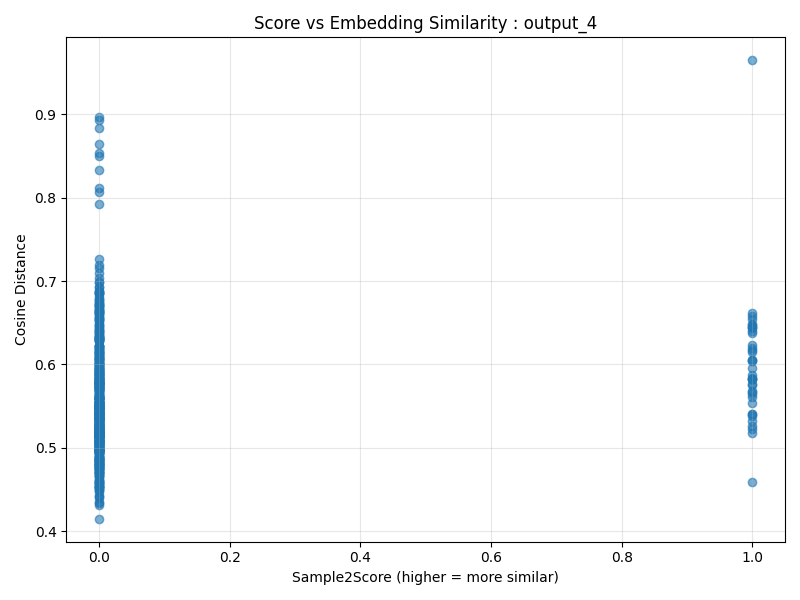 Score vs Embedding Similarity : output_4
Cosine Distance
0.9
0.8
0.7
0.6
0.5
0.4
0.0 0.2 0.4 0.6 0.8 1.0
Sample2Score (higher = more similar)